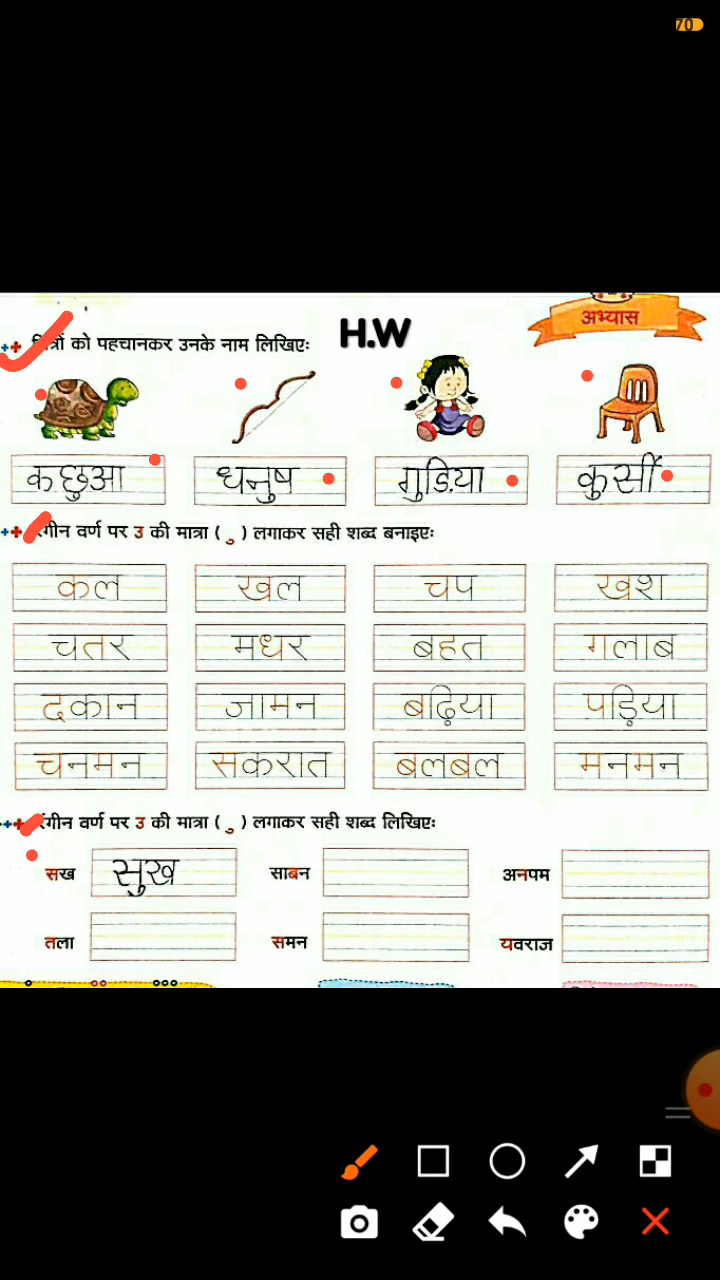 70
अभ्यास
H.W
चित्रों को पहचानकर उनके नाम लिखिएः
कछुआ धनुष गुड़िया कुर्सी
रंगीन वर्ण पर उ की मात्रा ( ु ) लगाकर सही शब्द बनाइएः
कल खल चप खश
चतर मधर बहत गलाब
दकान जामन बढ़िया पड़िया
चनमन सकरात बलबल मनमन
रंगीन वर्ण पर उ की मात्रा ( ु ) लगाकर सही शब्द लिखिएः
सख सुख साबन अनपम
तला समन यवराज